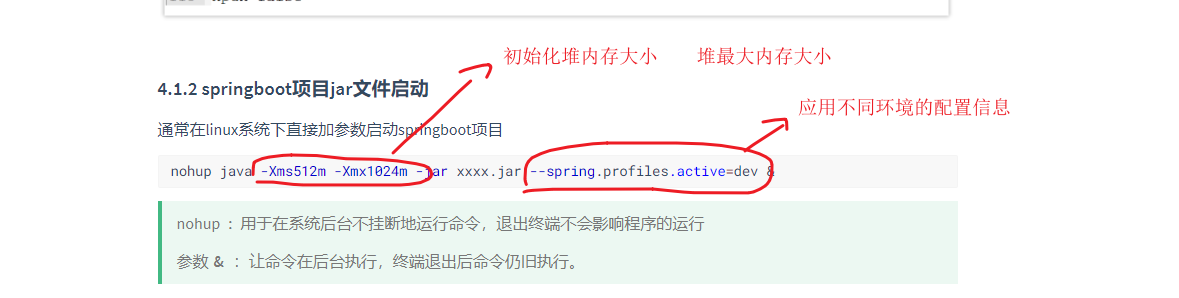 初始化堆内存大小 堆最大内存大小
4.1.2 springboot项目jar文件启动
应用不同环境的配置信息
通常在linux系统下直接加参数启动springboot项目
nohup java -Xms512m -Xmx1024m -jar xxxx.jar --spring.profiles.active=dev &
nohup ：用于在系统后台不挂断地运行命令，退出终端不会影响程序的运行
参数 & ：让命令在后台执行，终端退出后命令仍旧执行。